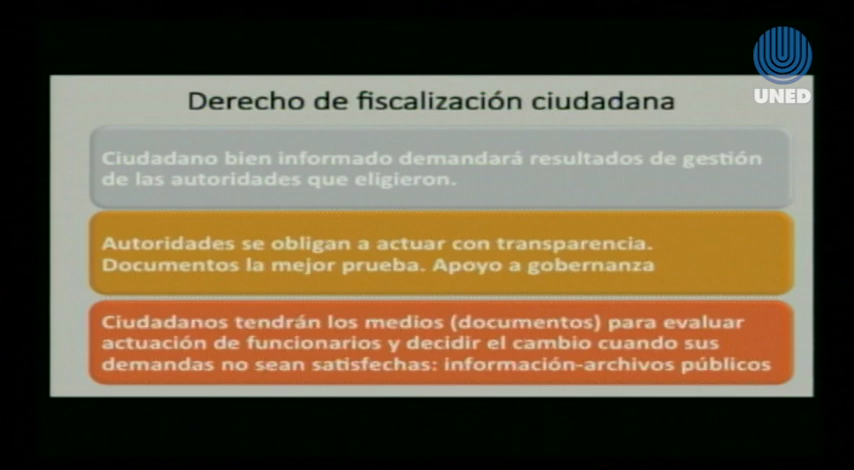 UNED
Derecho de fiscalización ciudadana
Ciudadano bien informado demandará resultados de gestión
de las autoridades que eligieron.
Autoridades se obligan a actuar con transparencia.
Documentos la mejor prueba. Apoyo a gobernanza
Ciudadanos tendrán los medios (documentos) para evaluar
actuación de funcionarios y decidir el cambio cuando sus
demandas no sean satisfechas: información-archivos públicos